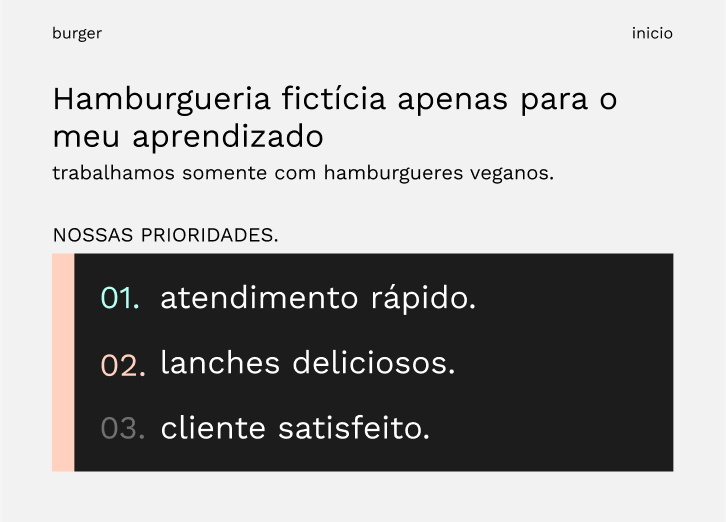 burger
inicio
Hamburgueria fictícia apenas para o
meu aprendizado
trabalhamos somente com hamburgueres veganos.
NOSSAS PRIORIDADES.
01. atendimento rápido.
02. lanches deliciosos.
03. cliente satisfeito.